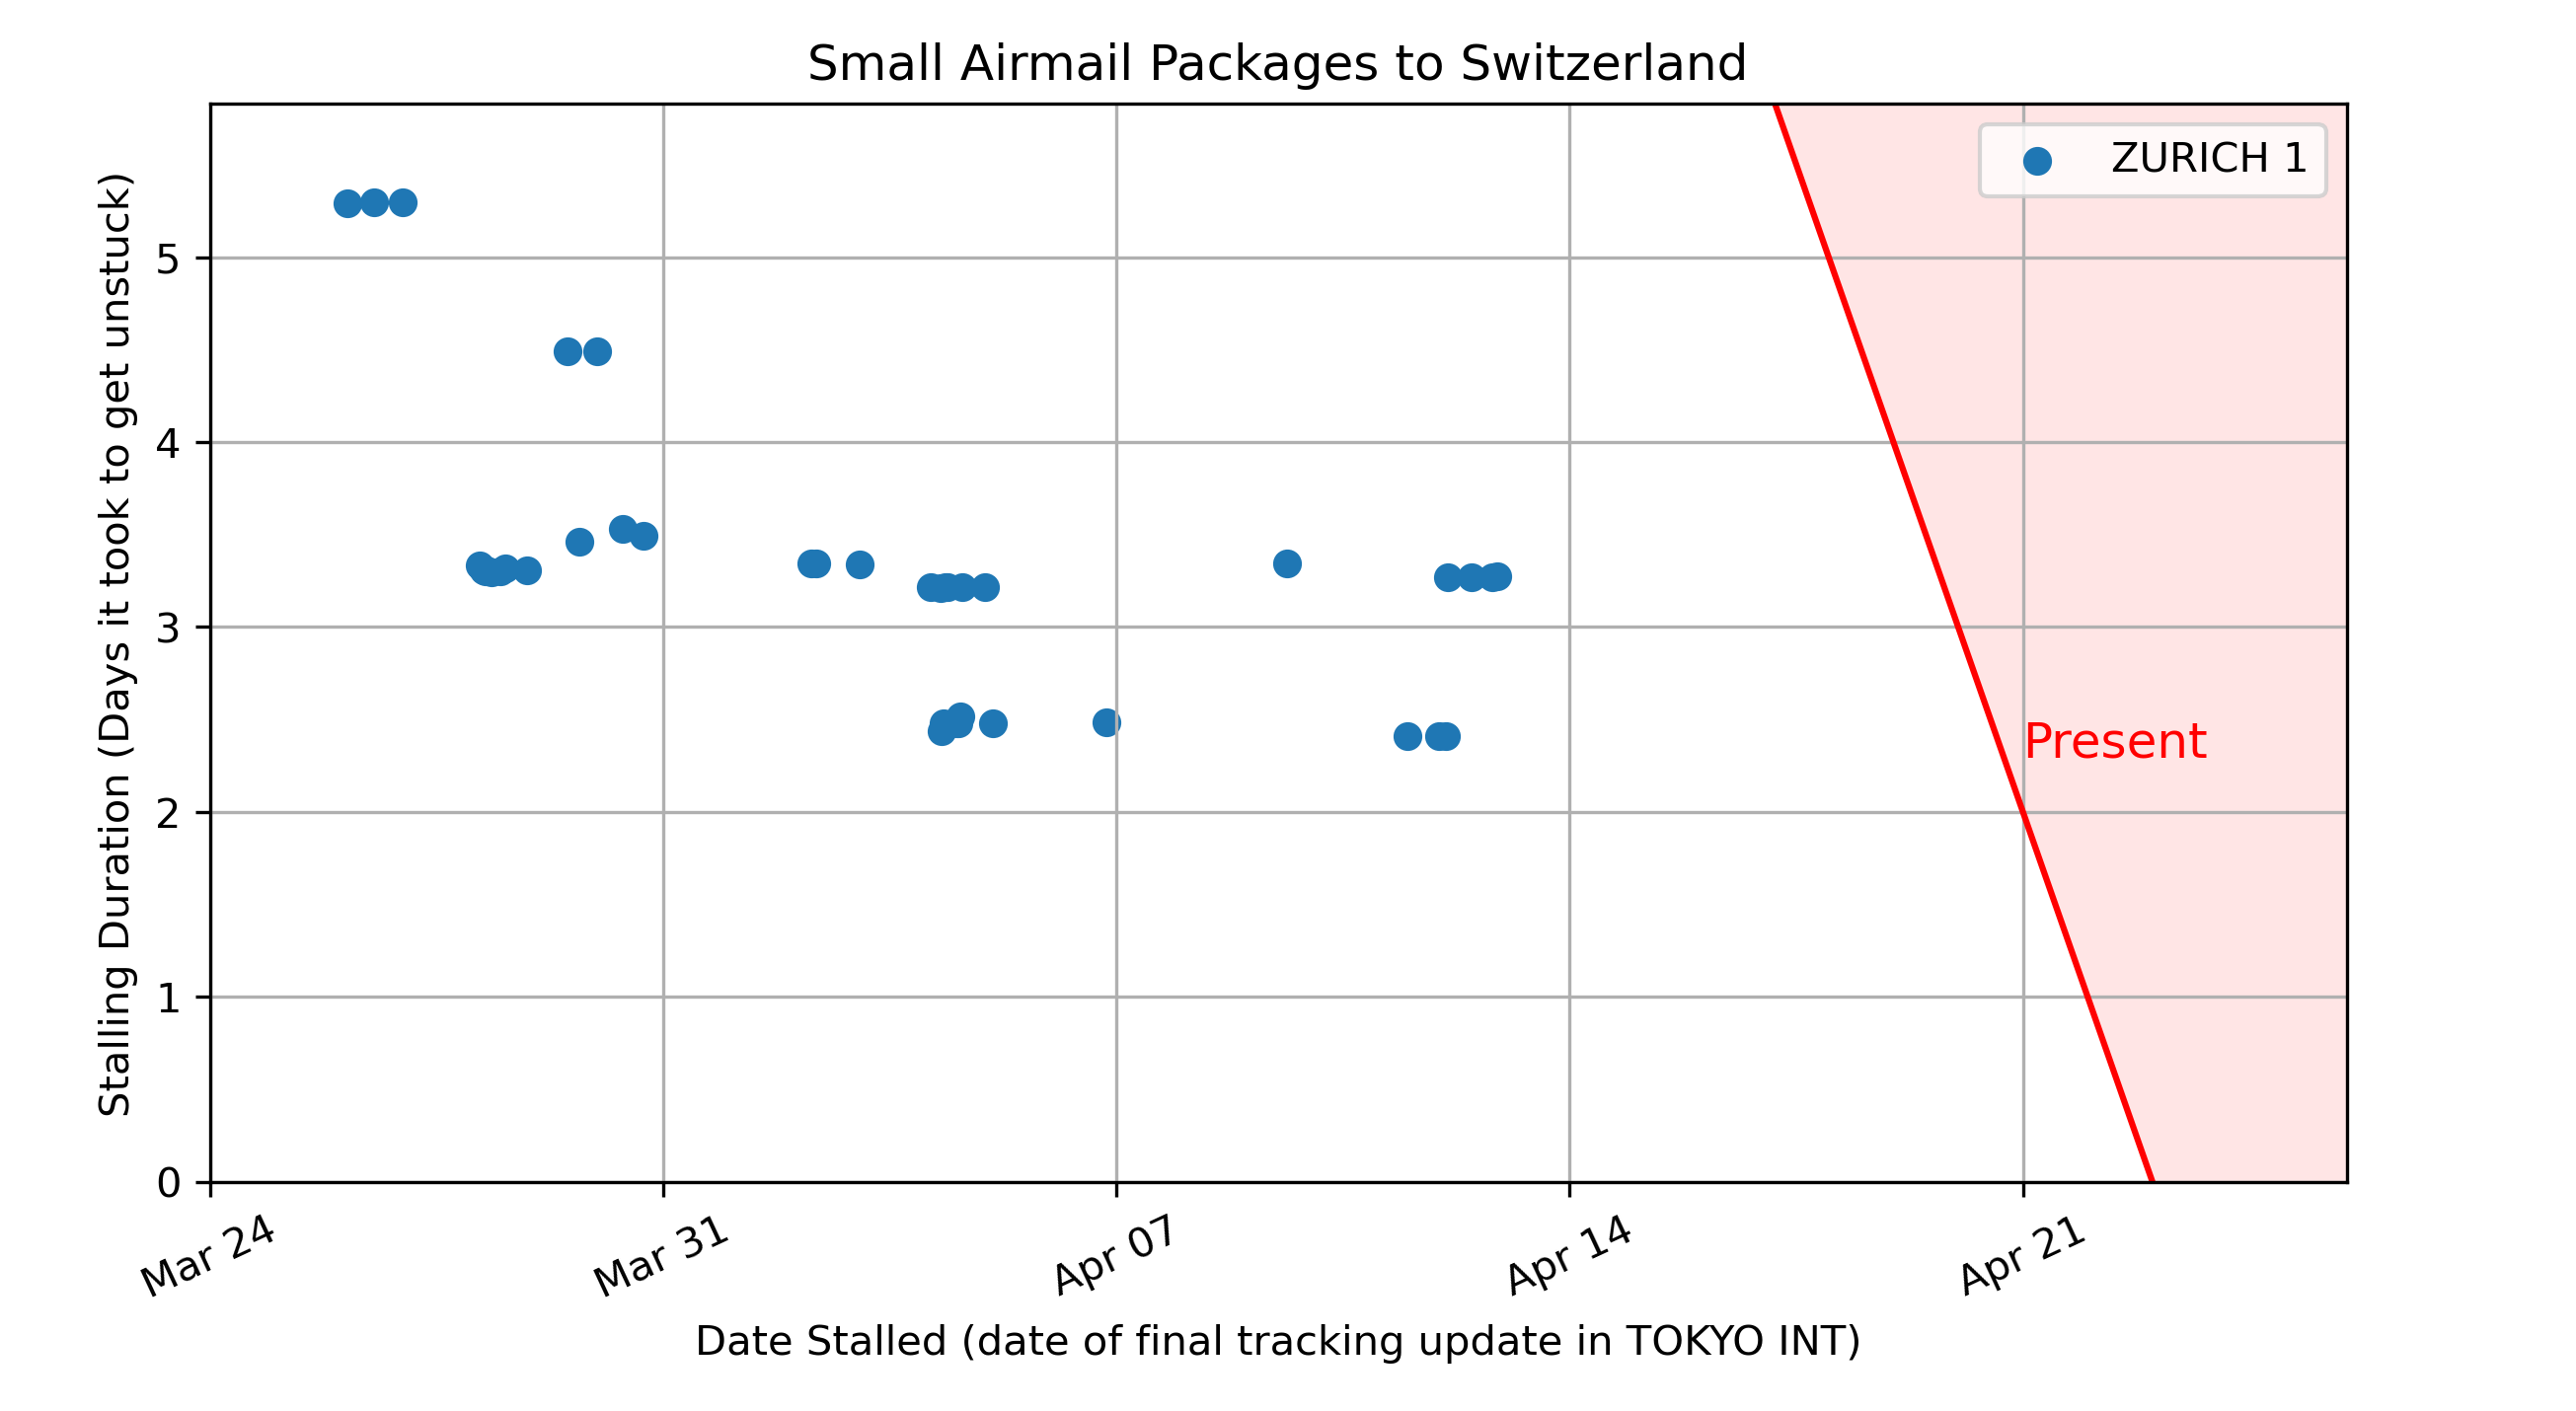 Small Airmail Packages to Switzerland
ZURICH 1
Stalling Duration (Days it took to get unstuck)
5
4
3
2
1
0
Present
Mar 24
Mar 31
Apr 07
Apr 14
Apr 21
Date Stalled (date of final tracking update in TOKYO INT)